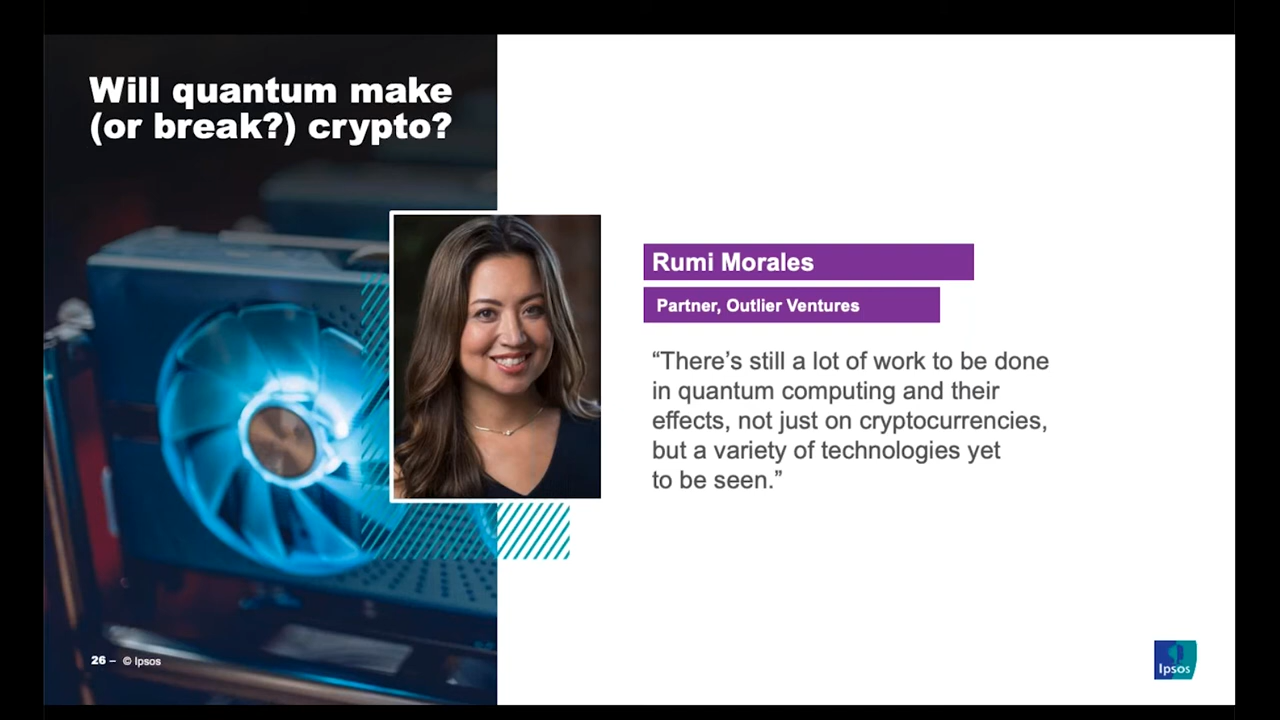 Will quantum make
(or break?) crypto?
Rumi Morales
Partner, Outlier Ventures
“There’s still a lot of work to be done
in quantum computing and their
effects, not just on cryptocurrencies,
but a variety of technologies yet
to be seen.”
26 – © Ipsos
Ipsos